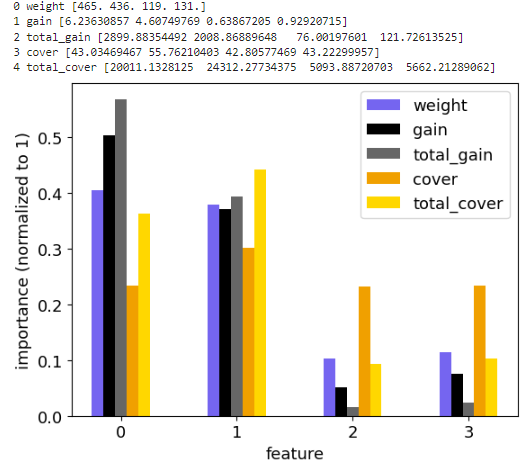 0 weight [465. 436. 119. 131.]
1 gain [6.23630857 4.60749769 0.63867205 0.92920715]
2 total_gain [2899.88354492 2008.86889648   76.00197601  121.72613525]
3 cover [43.03469467 55.76210403 42.80577469 43.22299957]
4 total_cover [20011.1328125  24312.27734375  5093.88720703  5662.21289062]
importance (normalized to 1)
0.5
0.4
0.3
0.2
0.1
0.0
weight
gain
total_gain
cover
total_cover
0 1 2 3
feature